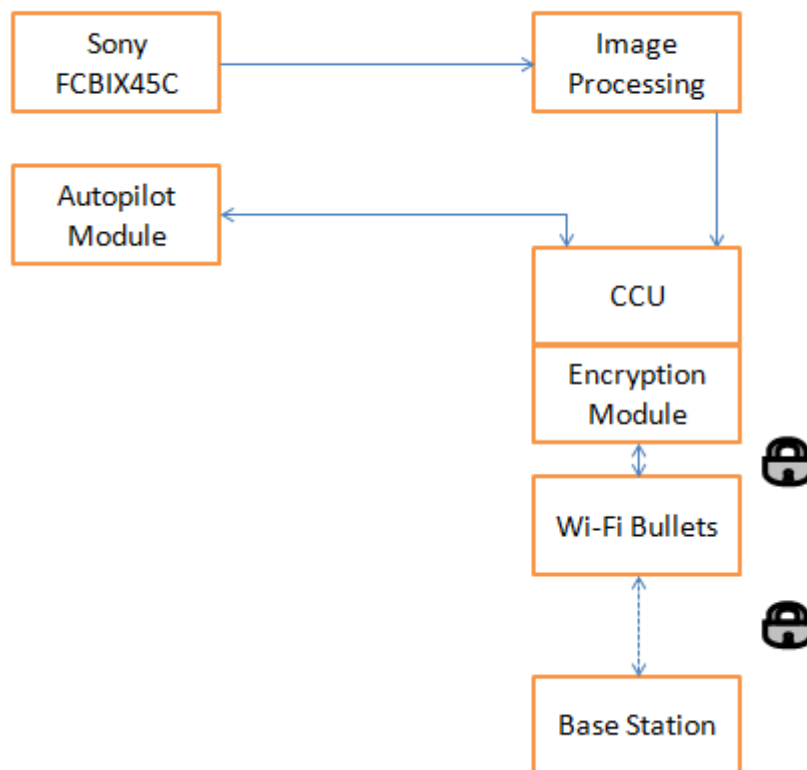 Sony
FCBIX45C
Image
Processing
Autopilot
Module
CCU
Encryption
Module
Wi-Fi Bullets
Base Station